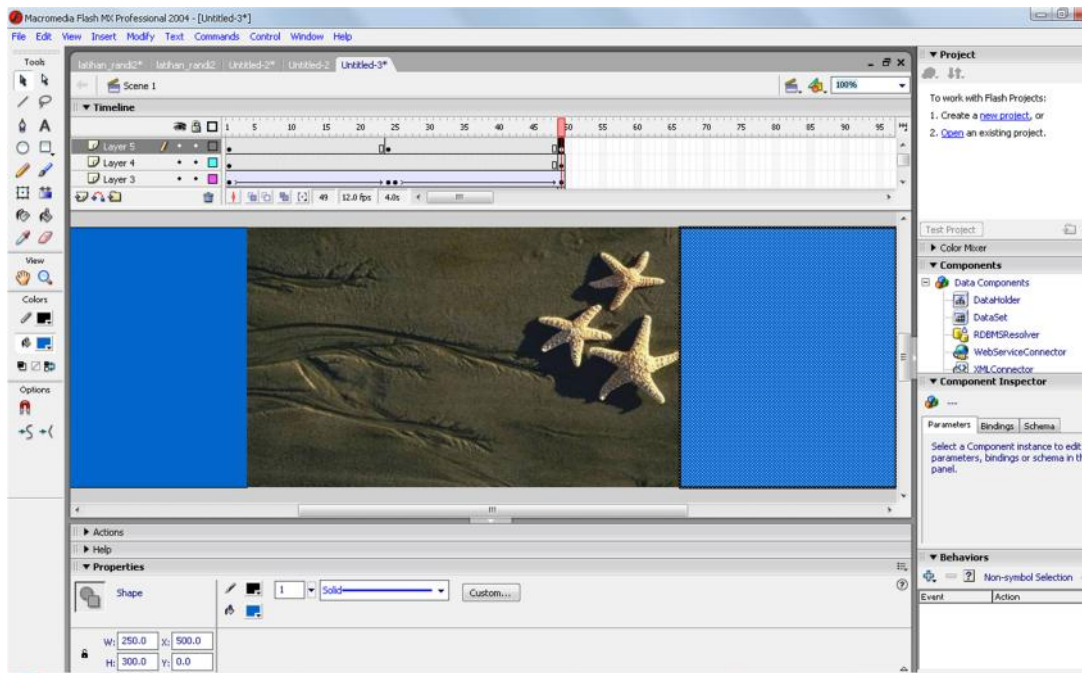 Macromedia Flash MX Professional 2004 - [Untitled-3*]
File Edit View Insert Modify Text Commands Control Window Help
Tools
latihan_randi2* latihan_randi2 Untitled-2* Untitled-2 Untitled-3*
Scene 1
100%
Timeline
1 5 10 15 20 25 30 35 40 45 50 55 60 65 70 75 80 85 90 95
Layer 5
Layer 4
Layer 3
49 12.0 fps 4.0s
View
Colors
Options
Actions
Help
Properties
Shape
1 Solid Custom...
W: 250.0 X: 500.0
H: 300.0 Y: 0.0
Project
To work with Flash Projects:
1. Create a new project, or
2. Open an existing project.
Test Project
Color Mixer
Components
Data Components
DataHolder
DataSet
RDBMSResolver
WebServiceConnector
XMLConnector
Component Inspector
---
Parameters Bindings Schema
Select a Component instance to edit
parameters, bindings or schema in th
panel.
Behaviors
Non-symbol Selection
Event Action